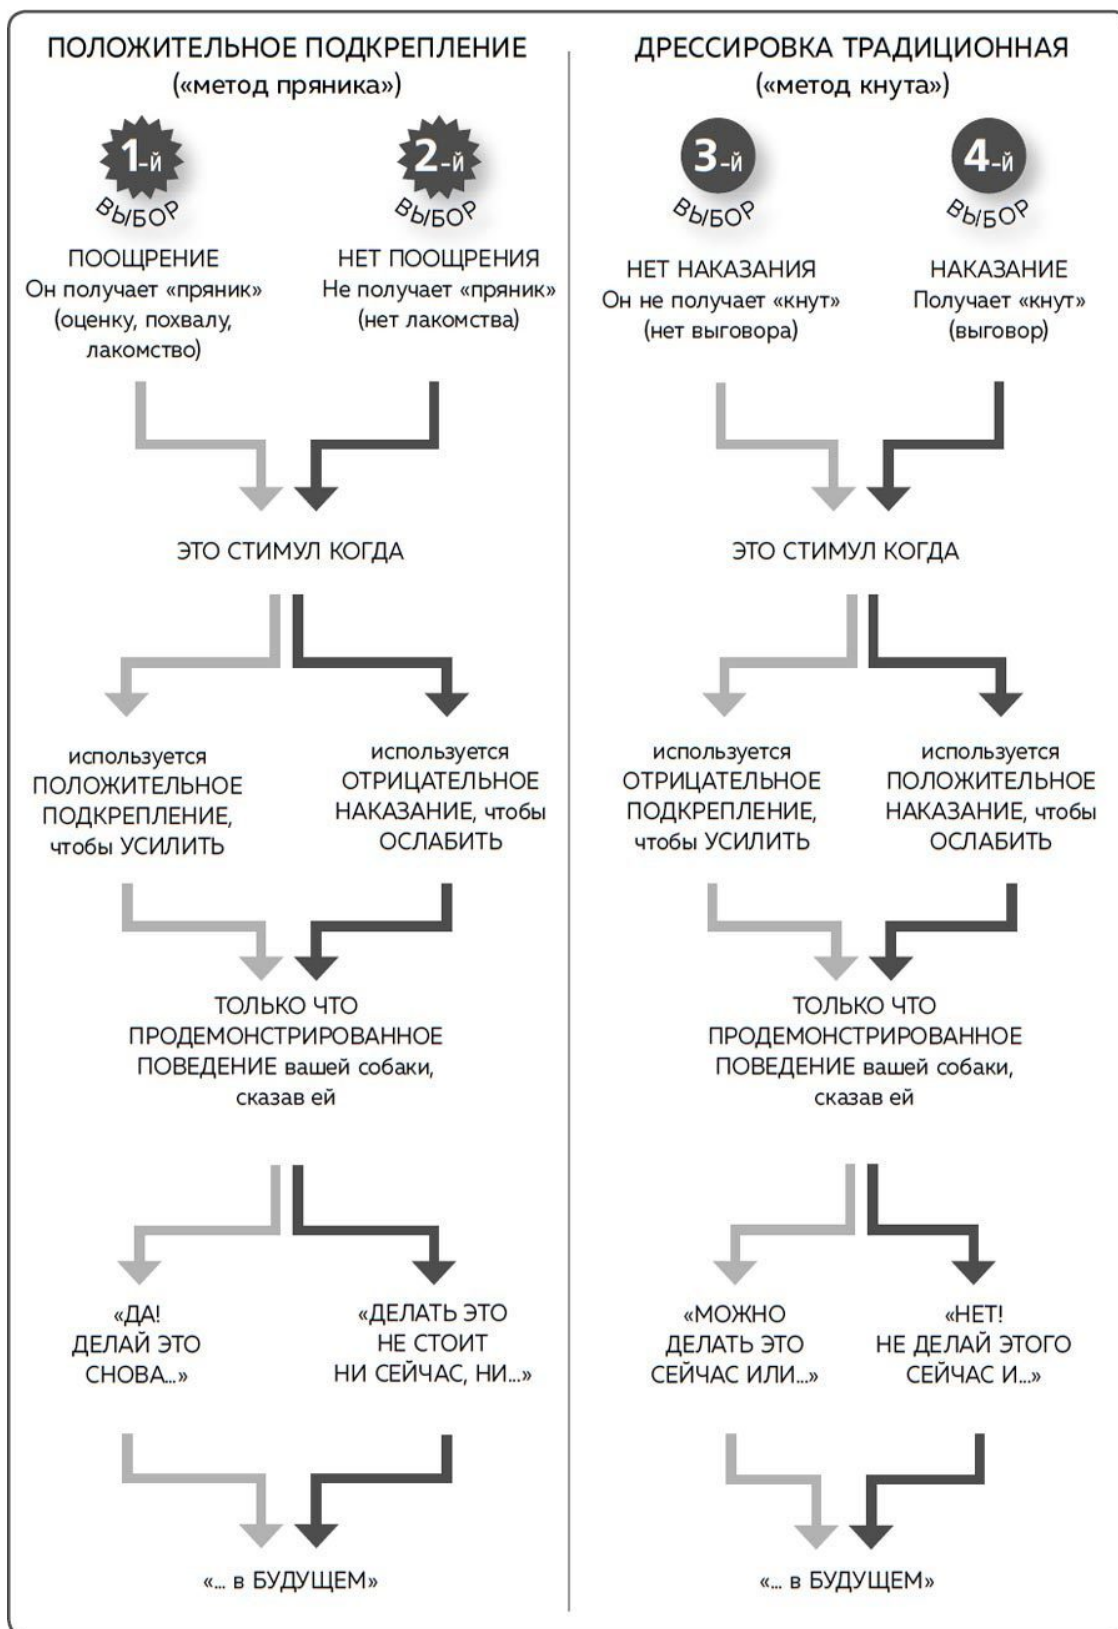 ПОЛОЖИТЕЛЬНОЕ ПОДКРЕПЛЕНИЕ
(«метод пряника»)
1-й
ВЫБОР
ПООЩРЕНИЕ
Он получает «пряник»
(оценку, похвалу,
лакомство)
2-й
ВЫБОР
НЕТ ПООЩРЕНИЯ
Не получает «пряник»
(нет лакомства)
ЭТО СТИМУЛ КОГДА
используется
ПОЛОЖИТЕЛЬНОЕ
ПОДКРЕПЛЕНИЕ,
чтобы УСИЛИТЬ
используется
ОТРИЦАТЕЛЬНОЕ
НАКАЗАНИЕ, чтобы
ОСЛАБИТЬ
ТОЛЬКО ЧТО
ПРОДЕМОНСТРИРОВАННОЕ
ПОВЕДЕНИЕ вашей собаки,
сказав ей
«ДА!
ДЕЛАЙ ЭТО
СНОВА...»
«ДЕЛАТЬ ЭТО
НЕ СТОИТ
НИ СЕЙЧАС, НИ...»
«... в БУДУЩЕМ»
ДРЕССИРОВКА ТРАДИЦИОННАЯ
(«метод кнута»)
3-й
ВЫБОР
НЕТ НАКАЗАНИЯ
Он не получает «кнут»
(нет выговора)
4-й
ВЫБОР
НАКАЗАНИЕ
Получает «кнут»
(выговор)
ЭТО СТИМУЛ КОГДА
используется
ОТРИЦАТЕЛЬНОЕ
ПОДКРЕПЛЕНИЕ,
чтобы УСИЛИТЬ
используется
ПОЛОЖИТЕЛЬНОЕ
НАКАЗАНИЕ, чтобы
ОСЛАБИТЬ
ТОЛЬКО ЧТО
ПРОДЕМОНСТРИРОВАННОЕ
ПОВЕДЕНИЕ вашей собаки,
сказав ей
«МОЖНО
ДЕЛАТЬ ЭТО
СЕЙЧАС ИЛИ...»
«НЕТ!
НЕ ДЕЛАЙ ЭТОГО
СЕЙЧАС И...»
«... в БУДУЩЕМ»